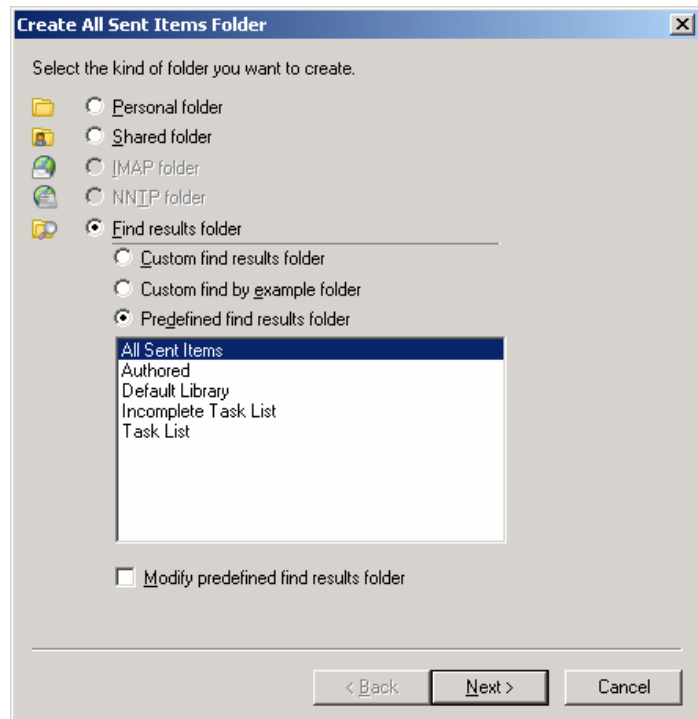 Create All Sent Items Folder
Select the kind of folder you want to create.
Personal folder
Shared folder
IMAP folder
NNTP folder
Find results folder
Custom find results folder
Custom find by example folder
Predefined find results folder
All Sent Items
Authored
Default Library
Incomplete Task List
Task List
Modify predefined find results folder
< Back Next > Cancel